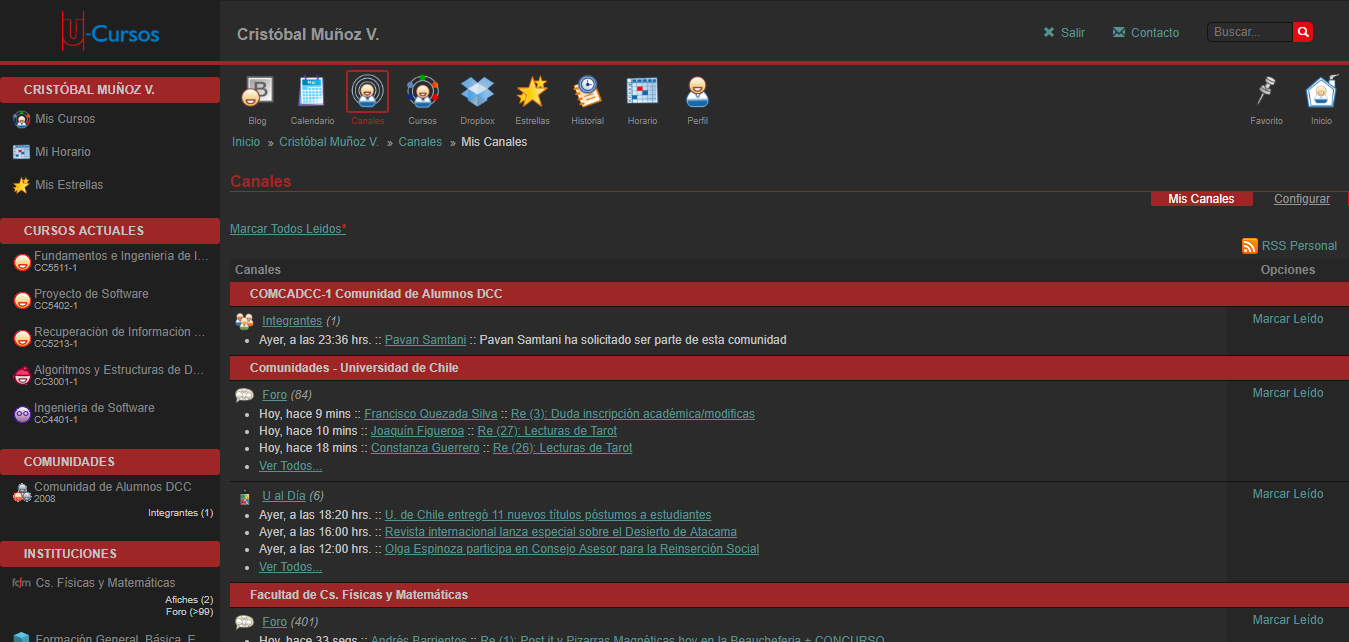 U-Cursos
Cristóbal Muñoz V.
Salir
Contacto
Buscar...
CRISTÓBAL MUÑOZ V.
Mis Cursos
Mi Horario
Mis Estrellas
CURSOS ACTUALES
Fundamentos e Ingenieria de I...
CC5511-1
Proyecto de Software
CC5402-1
Recuperaciòn de Informaciòn ...
CC5213-1
Algoritmos y Estructuras de D...
CC3001-1
Ingenieria de Software
CC4401-1
COMUNIDADES
Comunidad de Alumnos DCC
2008
Integrantes (1)
INSTITUCIONES
fcfm Cs. Físicas y Matemáticas
Afiches (2)
Foro (>99)
Formación General, Básica, E...
Blog
Calendario
Canales
Cursos
Dropbox
Estrellas
Historial
Horario
Perfil
Favorito
Inicio
Inicio » Cristóbal Muñoz V. » Canales » Mis Canales
Canales
Mis Canales
Configurar
Marcar Todos Leidos*
RSS Personal
Canales Opciones
COMCADCC-1 Comunidad de Alumnos DCC
Integrantes (1) Marcar Leído
Ayer, a las 23:36 hrs. :: Pavan Samtani :: Pavan Samtani ha solicitado ser parte de esta comunidad
Comunidades - Universidad de Chile
Foro (84) Marcar Leído
Hoy, hace 9 mins :: Francisco Quezada Silva :: Re (3): Duda inscripción académica/modificas
Hoy, hace 10 mins :: Joaquín Figueroa :: Re (27): Lecturas de Tarot
Hoy, hace 18 mins :: Constanza Guerrero :: Re (26): Lecturas de Tarot
Ver Todos...
U al Día (6) Marcar Leído
Ayer, a las 18:20 hrs. :: U. de Chile entregó 11 nuevos títulos póstumos a estudiantes
Ayer, a las 16:00 hrs. :: Revista internacional lanza especial sobre el Desierto de Atacama
Ayer, a las 12:00 hrs. :: Olga Espinoza participa en Consejo Asesor para la Reinserción Social
Ver Todos...
Facultad de Cs. Físicas y Matemáticas
Foro (401) Marcar Leído
Hoy, hace 33 segs :: Andrés Barrientos :: Re (1): Post it y Pizarras Magnéticas hoy en la Beaucheferia + CONCURSO